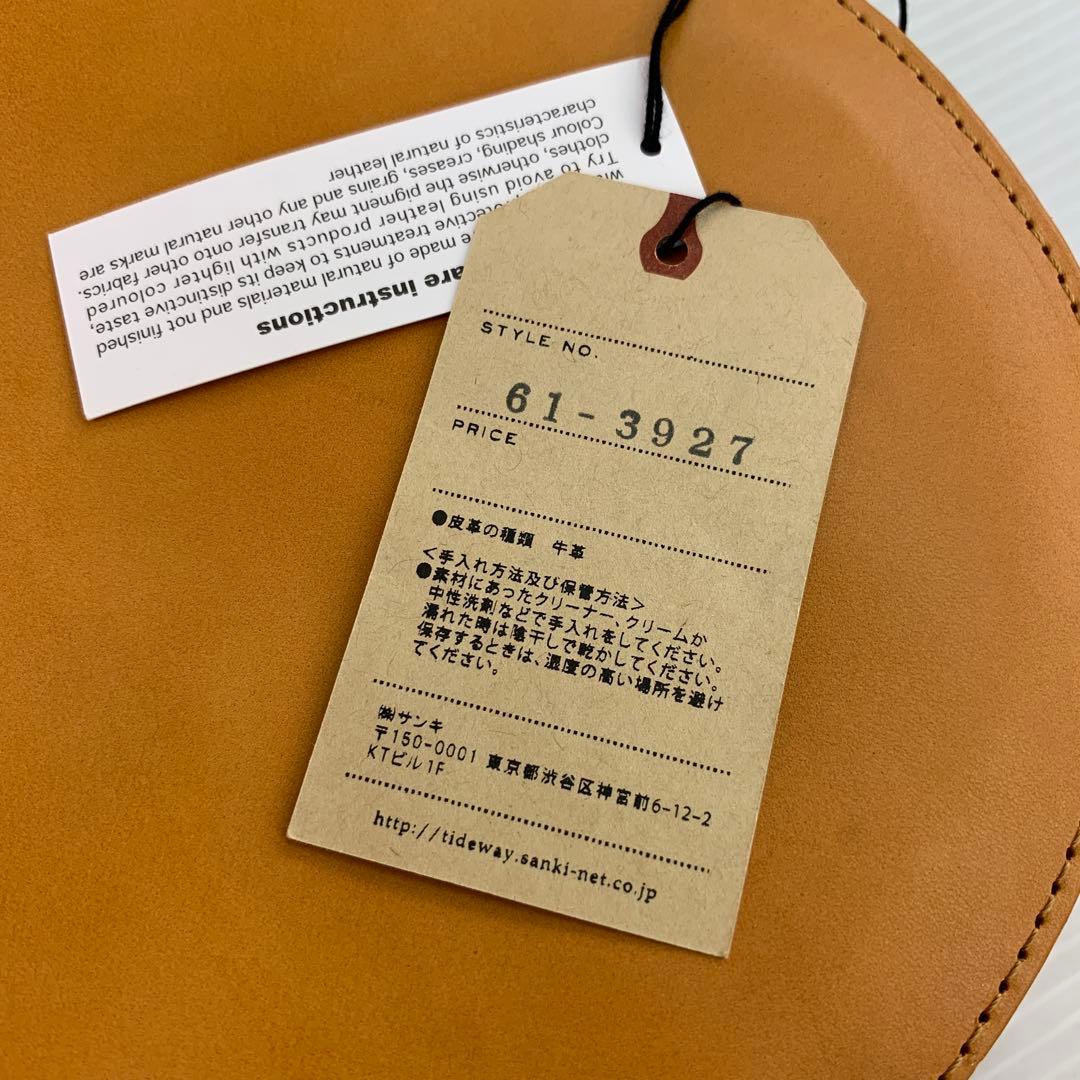 STYLE NO.
61-3927
PRICE
●皮革の種類 牛革
＜手入れ方法及び保管方法＞
●素材にあったクリーナー、クリームか
中性洗剤などで手入れをしてください。
濡れた時は陰干しで乾かしてください。
保存するときは、湿度の高い場所を避け
てください。
㈱サンキ
〒150-0001 東京都渋谷区神宮前6-12-2
KTビル1F
http://tideway.sanki-net.co.jp
are instructions
made of natural materials and not finished
protective treatments to keep its distinctive taste,
Try to avoid using leather products with lighter coloured
clothes, otherwise the pigment may transfer onto other fabrics.
Colour shading, creases, grains and any other natural marks are
characteristics of natural leather